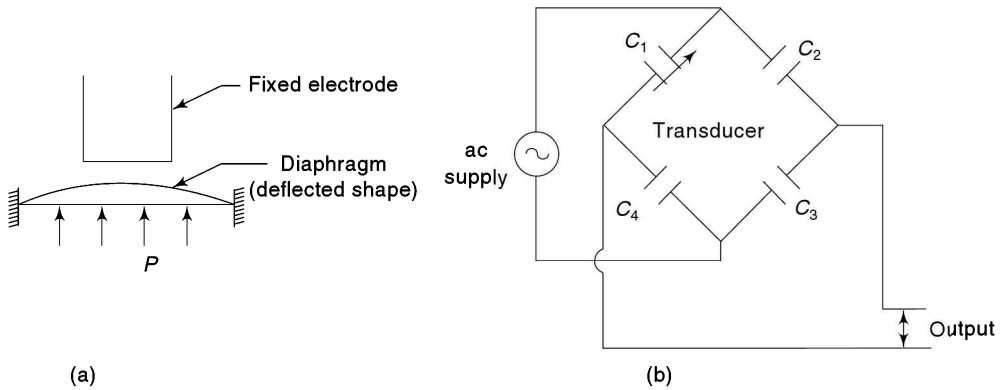 Fixed electrode
Diaphragm
(deflected shape)
P
(a)
C1
C2
Transducer
ac
supply
C4
C3
Output
(b)